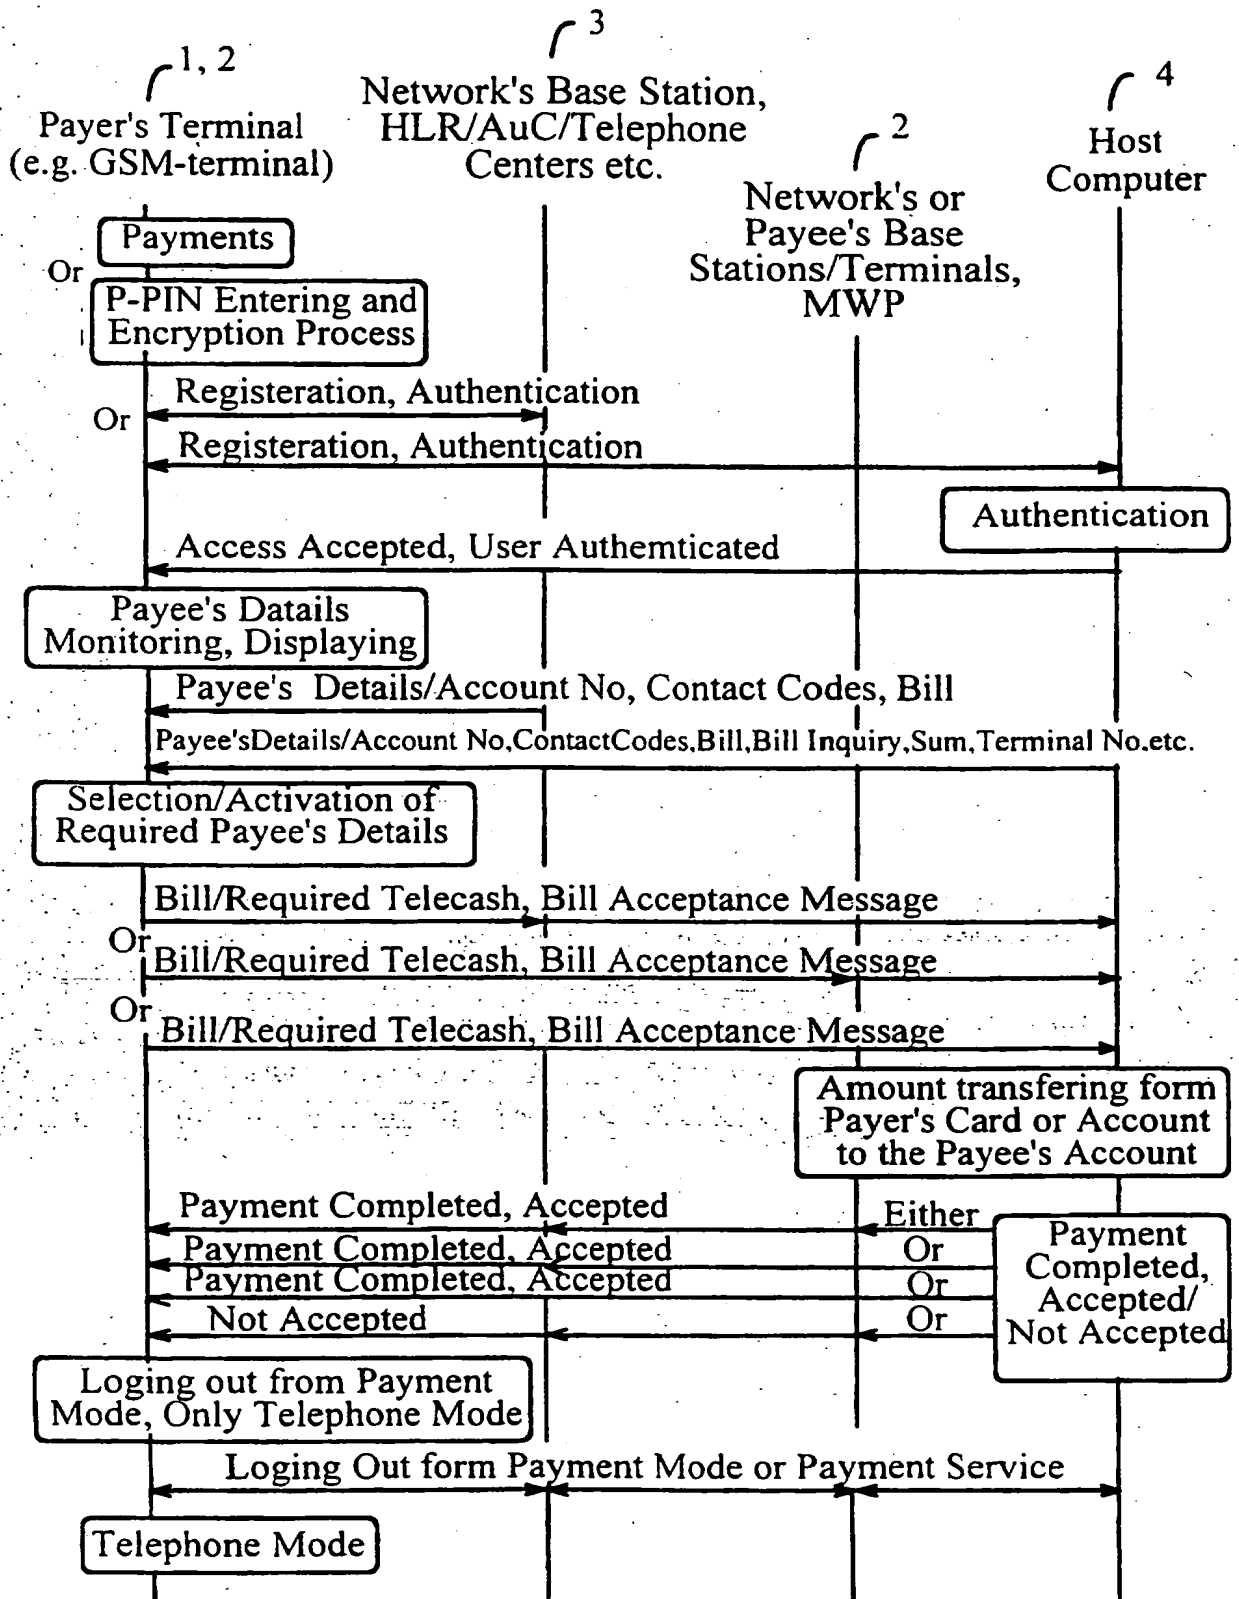 3
1, 2
4
2
Network's Base Station,
HLR/AuC/Telephone
Centers etc.
Payer's Terminal
(e.g. GSM-terminal)
Host
Computer
Network's or
Payee's Base
Stations/Terminals,
MWP
Payments
Or
P-PIN Entering and
Encryption Process
Registeration, Authentication
Or
Registeration, Authentication
Authentication
Access Accepted, User Authemticated
Payee's Datails
Monitoring, Displaying
Payee's Details/Account No, Contact Codes, Bill
Payee'sDetails/Account No,ContactCodes,Bill,Bill Inquiry,Sum,Terminal No.etc.
Selection/Activation of
Required Payee's Details
Bill/Required Telecash, Bill Acceptance Message
Or
Bill/Required Telecash, Bill Acceptance Message
Or
Bill/Required Telecash, Bill Acceptance Message
Amount transfering form
Payer's Card or Account
to the Payee's Account
Payment Completed, Accepted
Either
Payment Completed, Accepted
Or
Payment Completed, Accepted
Or
Not Accepted
Or
Payment
Completed,
Accepted/
Not Accepted
Loging out from Payment
Mode, Only Telephone Mode
Loging Out form Payment Mode or Payment Service
Telephone Mode